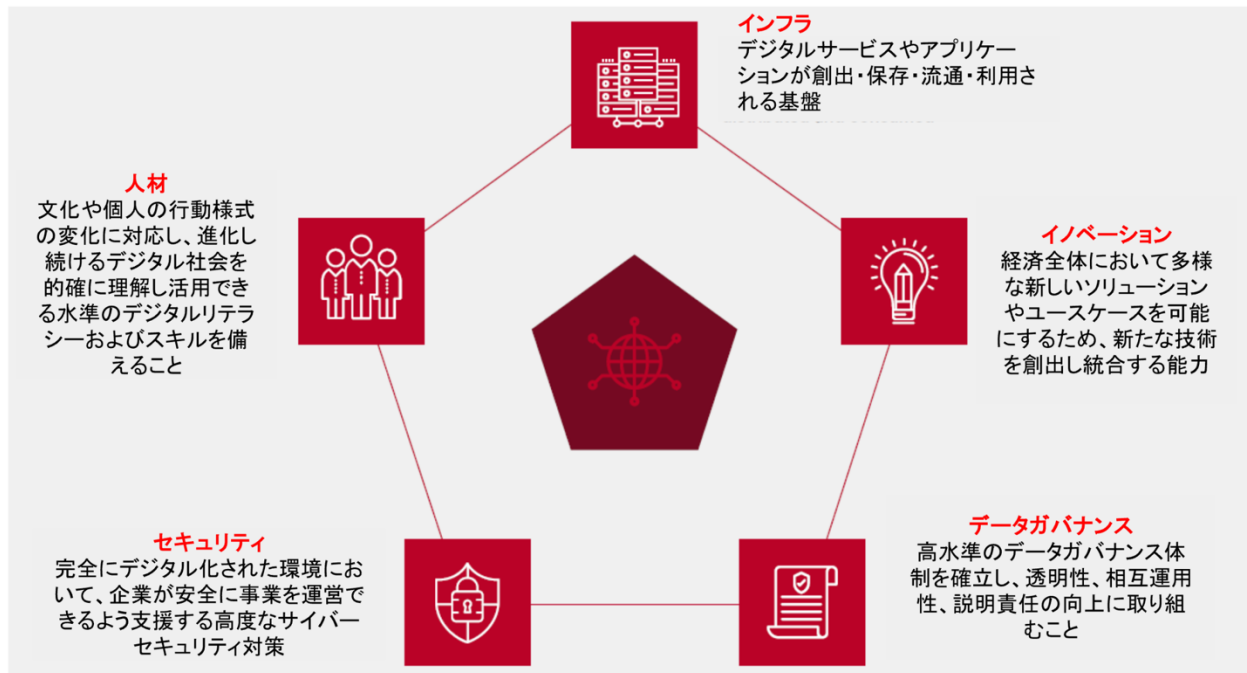 インフラ
デジタルサービスやアプリケー
ションが創出・保存・流通・利用さ
れる基盤
人材
文化や個人の行動様式
の変化に対応し、進化し
続けるデジタル社会を
的確に理解し活用でき
る水準のデジタルリテラ
シーおよびスキルを備
えること
イノベーション
経済全体において多様
な新しいソリューション
やユースケースを可能
にするため、新たな技術
を創出し統合する能力
セキュリティ
完全にデジタル化された環境にお
いて、企業が安全に事業を運営で
きるよう支援する高度なサイバー
セキュリティ対策
データガバナンス
高水準のデータガバナンス体
制を確立し、透明性、相互運用
性、説明責任の向上に取り組
むこと